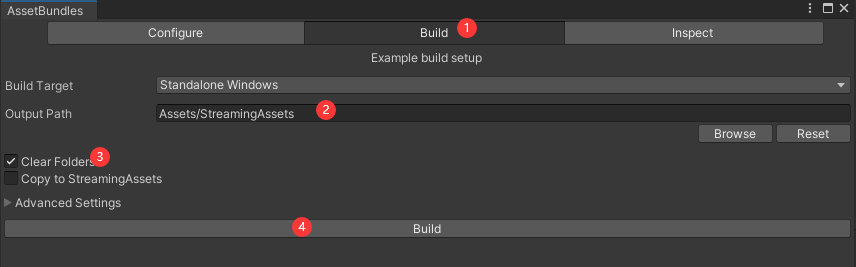 AssetBundles
Configure Build 1 Inspect
Example build setup
Build Target Standalone Windows
Output Path Assets/StreamingAssets 2
Browse Reset
Clear Folders 3
Copy to StreamingAssets
Advanced Settings
4 Build